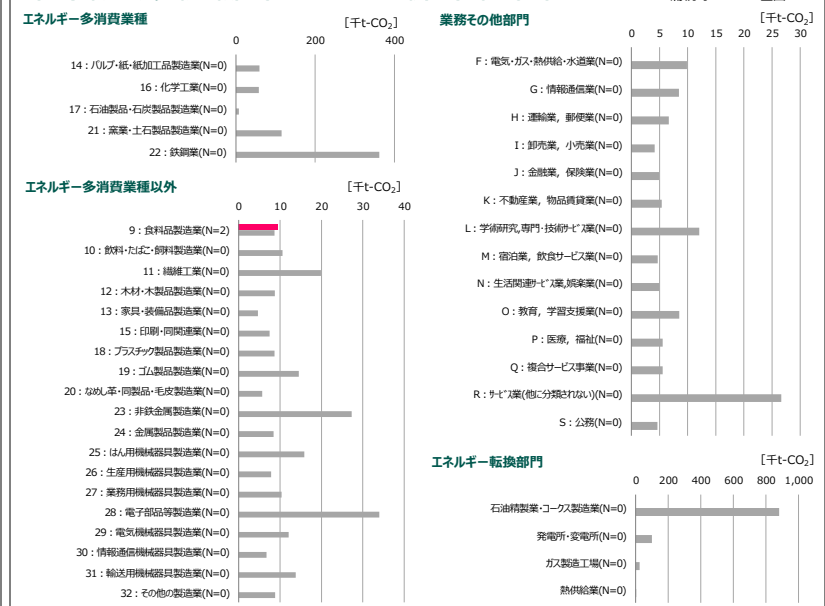 エネルギー多消費業種
[千t-CO₂]
0 200 400
14：パルプ・紙・紙加工品製造業(N=0)
16：化学工業(N=0)
17：石油製品・石炭製品製造業(N=0)
21：窯業・土石製品製造業(N=0)
22：鉄鋼業(N=0)
エネルギー多消費業種以外
[千t-CO₂]
0 10 20 30 40
9：食料品製造業(N=2)
10：飲料・たばこ・飼料製造業(N=0)
11：繊維工業(N=0)
12：木材・木製品製造業(N=0)
13：家具・装備品製造業(N=0)
15：印刷・同関連業(N=0)
18：プラスチック製品製造業(N=0)
19：ゴム製品製造業(N=0)
20：なめし革・同製品・毛皮製造業(N=0)
23：非鉄金属製造業(N=0)
24：金属製品製造業(N=0)
25：はん用機械器具製造業(N=0)
26：生産用機械器具製造業(N=0)
27：業務用機械器具製造業(N=0)
28：電子部品等製造業(N=0)
29：電気機械器具製造業(N=0)
30：情報通信機械器具製造業(N=0)
31：輸送用機械器具製造業(N=0)
32：その他の製造業(N=0)
業務その他部門
[千t-CO₂]
0 5 10 15 20 25 30
F：電気・ガス・熱供給・水道業(N=0)
G：情報通信業(N=0)
H：運輸業，郵便業(N=0)
I：卸売業，小売業(N=0)
J：金融業，保険業(N=0)
K：不動産業，物品賃貸業(N=0)
L：学術研究,専門・技術ｻｰﾋﾞｽ業(N=0)
M：宿泊業，飲食サービス業(N=0)
N：生活関連ｻｰﾋﾞｽ業,娯楽業(N=0)
O：教育，学習支援業(N=0)
P：医療，福祉(N=0)
Q：複合サービス事業(N=0)
R：ｻｰﾋﾞｽ業(他に分類されない)(N=0)
S：公務(N=0)
エネルギー転換部門
[千t-CO₂]
0 200 400 600 800 1,000
石油精製業・コークス製造業(N=0)
発電所・変電所(N=0)
ガス製造工場(N=0)
熱供給業(N=0)